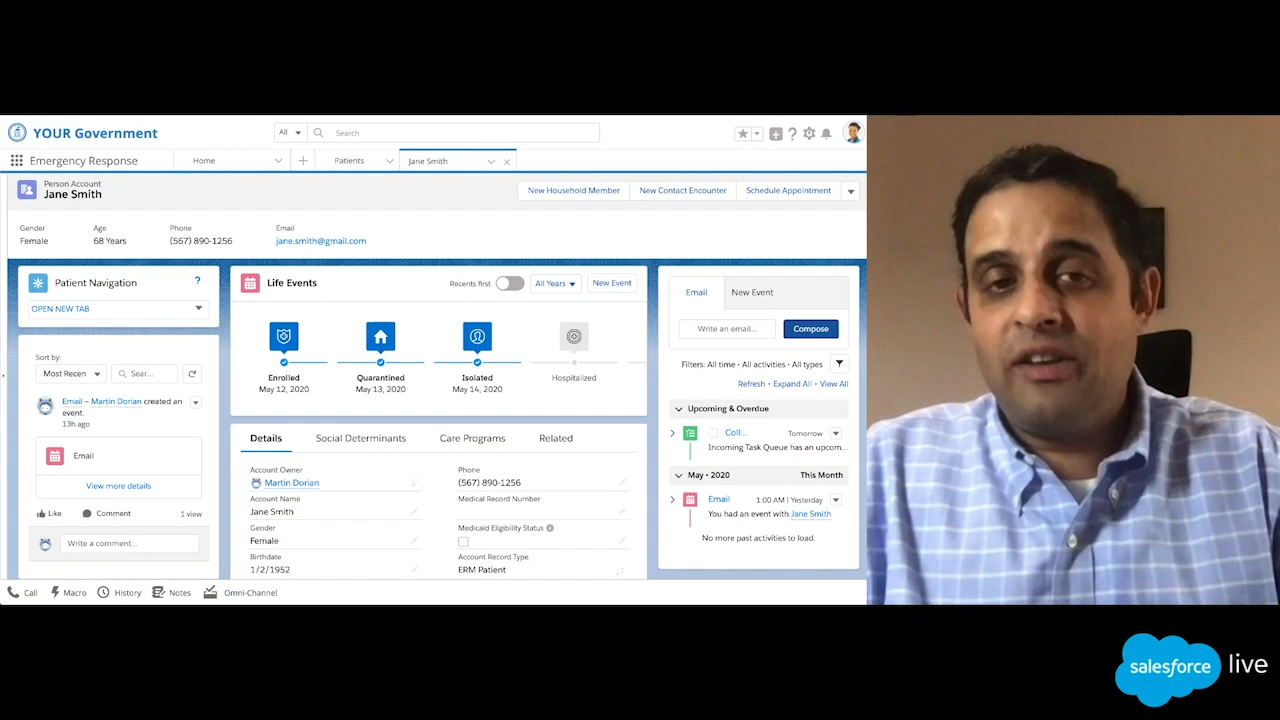 YOUR Government
All
Search
Emergency Response
Home
Patients
Jane Smith
Person Account
Jane Smith
New Household Member
New Contact Encounter
Schedule Appointment
Gender
Age
Phone
Email
Female
68 Years
(567) 890-1256
jane.smith@gmail.com
Patient Navigation
?
OPEN NEW TAB
Sort by:
Most Recen
Sear...
Email – Martin Dorian created an
event.
13h ago
Email
View more details
Like
Comment
1 view
Write a comment...
Life Events
Recents first
All Years
New Event
Enrolled
May 12, 2020
Quarantined
May 13, 2020
Isolated
May 14, 2020
Hospitalized
Details
Social Determinants
Care Programs
Related
Account Owner
Martin Dorian
Account Name
Jane Smith
Gender
Female
Birthdate
1/2/1952
Phone
(567) 890-1256
Medical Record Number
Medicaid Eligibility Status
Account Record Type
ERM Patient
Email
New Event
Write an email...
Compose
Filters: All time • All activities • All types
Refresh • Expand All • View All
Upcoming & Overdue
Coll...
Tomorrow
Incoming Task Queue has an upcom...
May • 2020
This Month
Email
1:00 AM | Yesterday
You had an event with Jane Smith
No more past activities to load.
Call
Macro
History
Notes
Omni-Channel
salesforce live